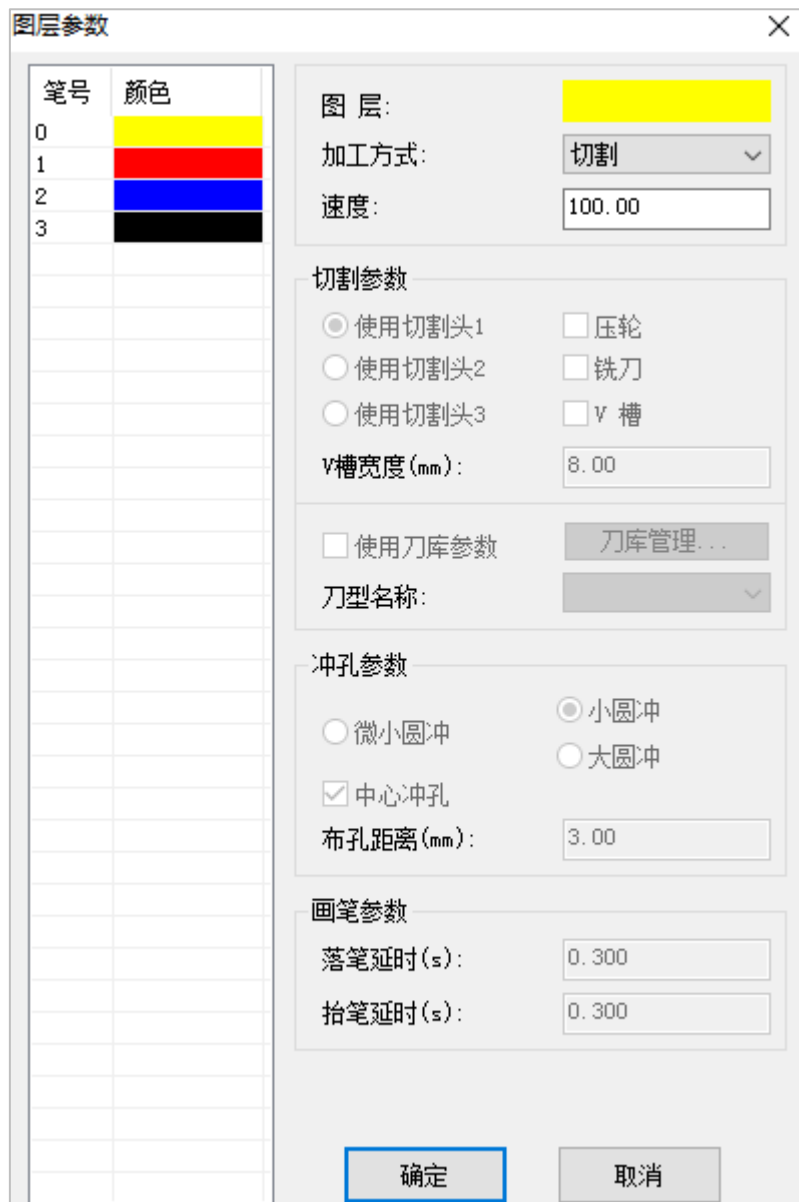 图层参数
笔号 颜色
0
1
2
3
图 层:
加工方式: 切割
速度: 100.00
切割参数
使用切割头1 压轮
使用切割头2 铣刀
使用切割头3 V 槽
V槽宽度(mm): 8.00
使用刀库参数 刀库管理...
刀型名称:
冲孔参数
小圆冲
微小圆冲
大圆冲
中心冲孔
布孔距离(mm): 3.00
画笔参数
落笔延时(s): 0.300
抬笔延时(s): 0.300
确定 取消